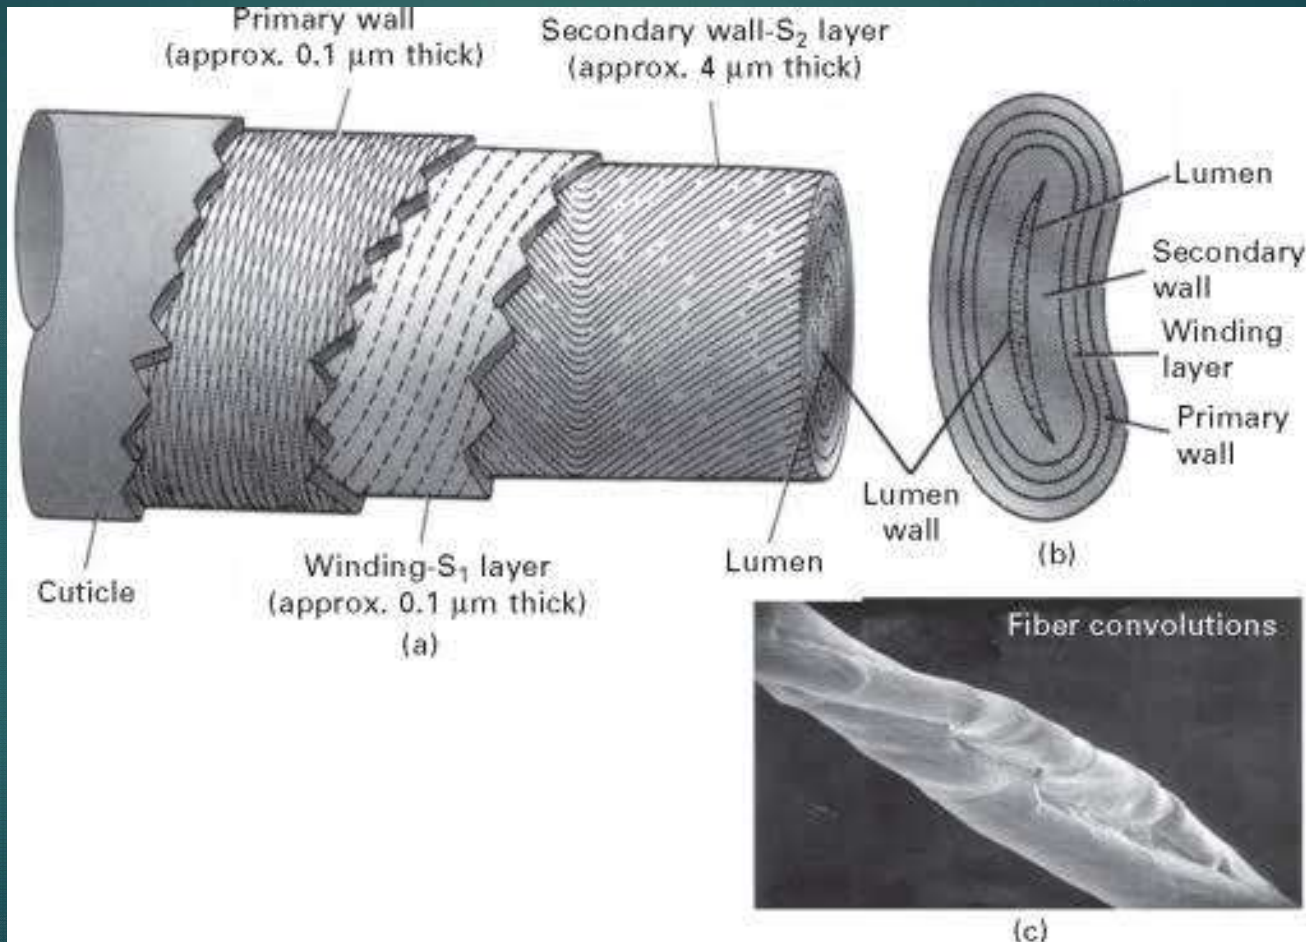 Primary wall
(approx. 0.1 μm thick)
Secondary wall-S₂ layer
(approx. 4 μm thick)
Cuticle
Winding-S₁ layer
(approx. 0.1 μm thick)
(a)
Lumen
Lumen
wall
Lumen
Secondary
wall
Winding
layer
Primary
wall
(b)
Fiber convolutions
(c)